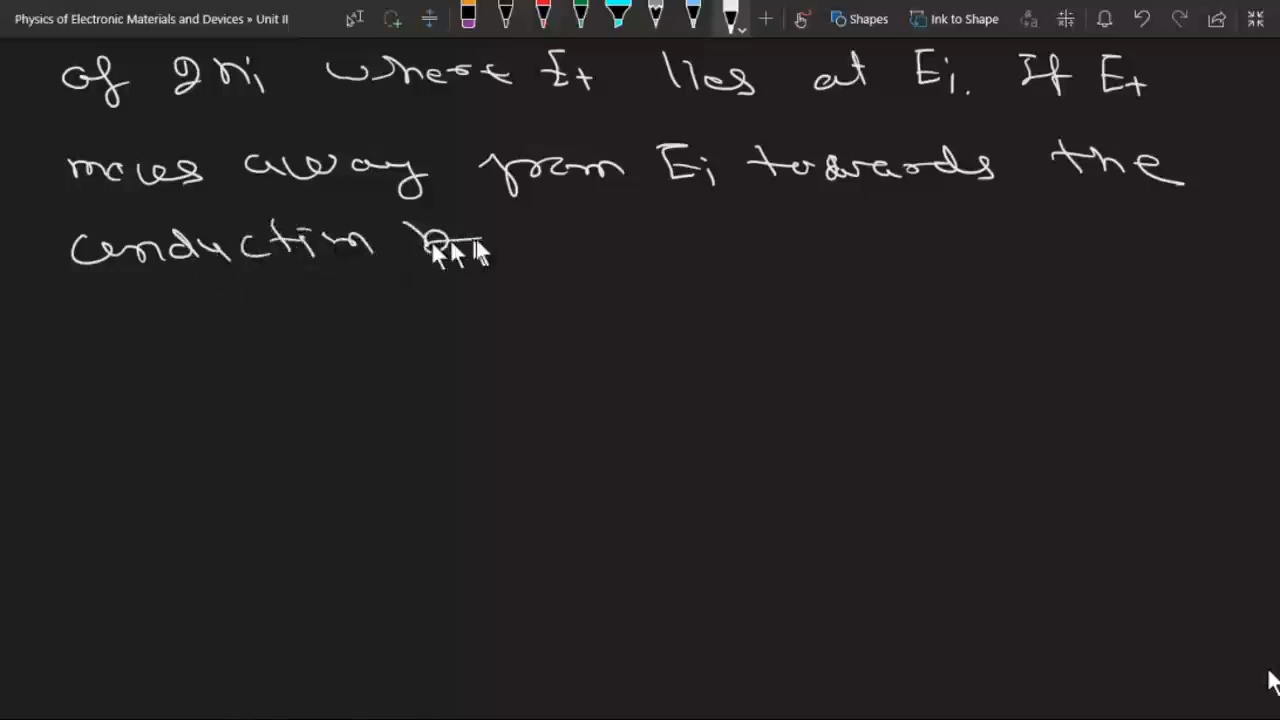 Physics of Electronic Materials and Devices » Unit II
Shapes
Ink to Shape
of 2ni where Et lies at Ei. If Et
moves away from Ei towards the
conduction